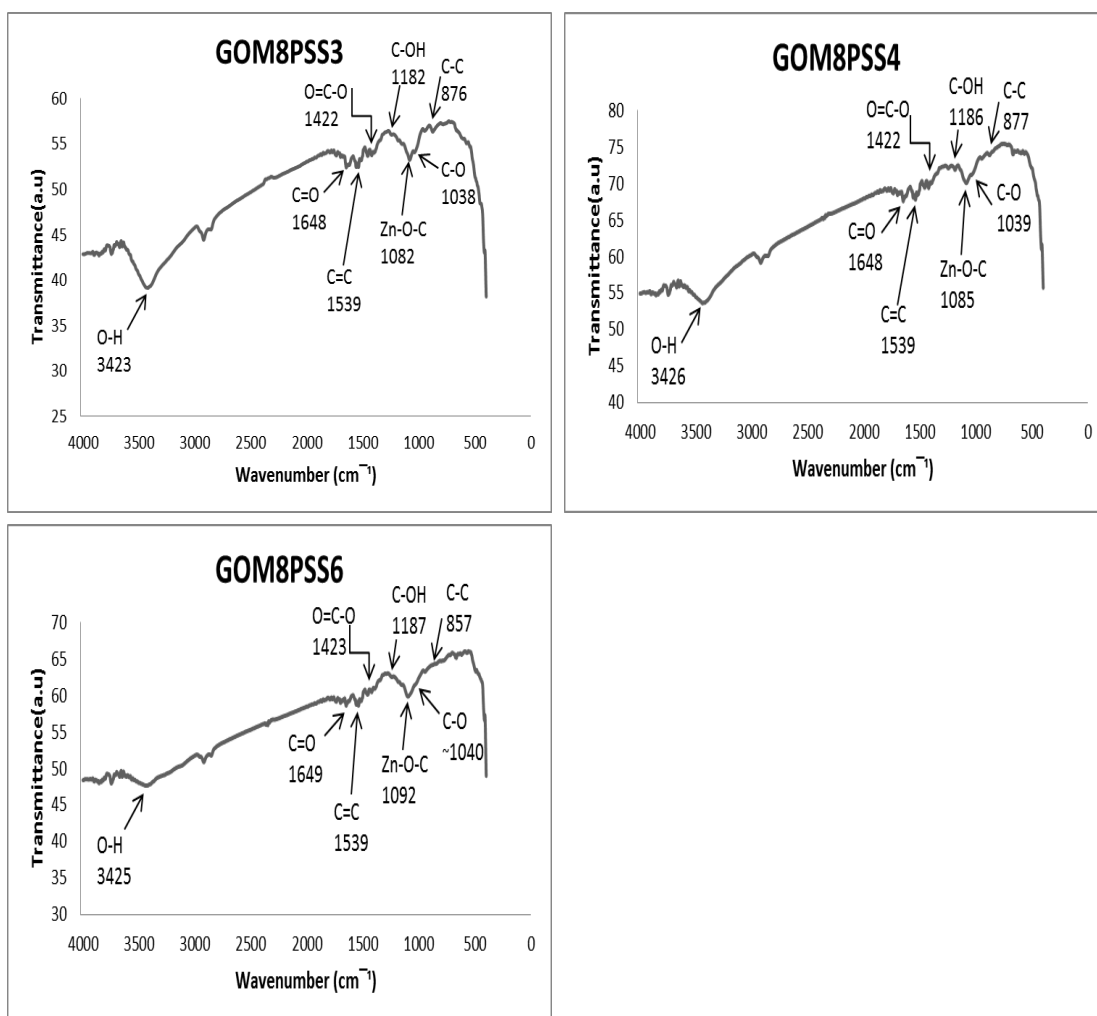 GOM8PSS3
Transmittance(a.u)
60
55
50
45
40
35
30
25
4000 3500 3000 2500 2000 1500 1000 500 0
Wavenumber (cm⁻¹)
O-H
3423
C=O
1648
C=C
1539
O=C-O
1422
C-OH
1182
Zn-O-C
1082
C-O
1038
C-C
876
GOM8PSS4
Transmittance(a.u)
80
75
70
65
60
55
50
45
40
4000 3500 3000 2500 2000 1500 1000 500 0
Wavenumber (cm⁻¹)
O-H
3426
C=O
1648
C=C
1539
O=C-O
1422
C-OH
1186
Zn-O-C
1085
C-O
1039
C-C
877
GOM8PSS6
Transmittance(a.u)
70
65
60
55
50
45
40
35
30
4000 3500 3000 2500 2000 1500 1000 500 0
Wavenumber (cm⁻¹)
O-H
3425
C=O
1649
C=C
1539
O=C-O
1423
C-OH
1187
Zn-O-C
1092
C-O
~1040
C-C
857